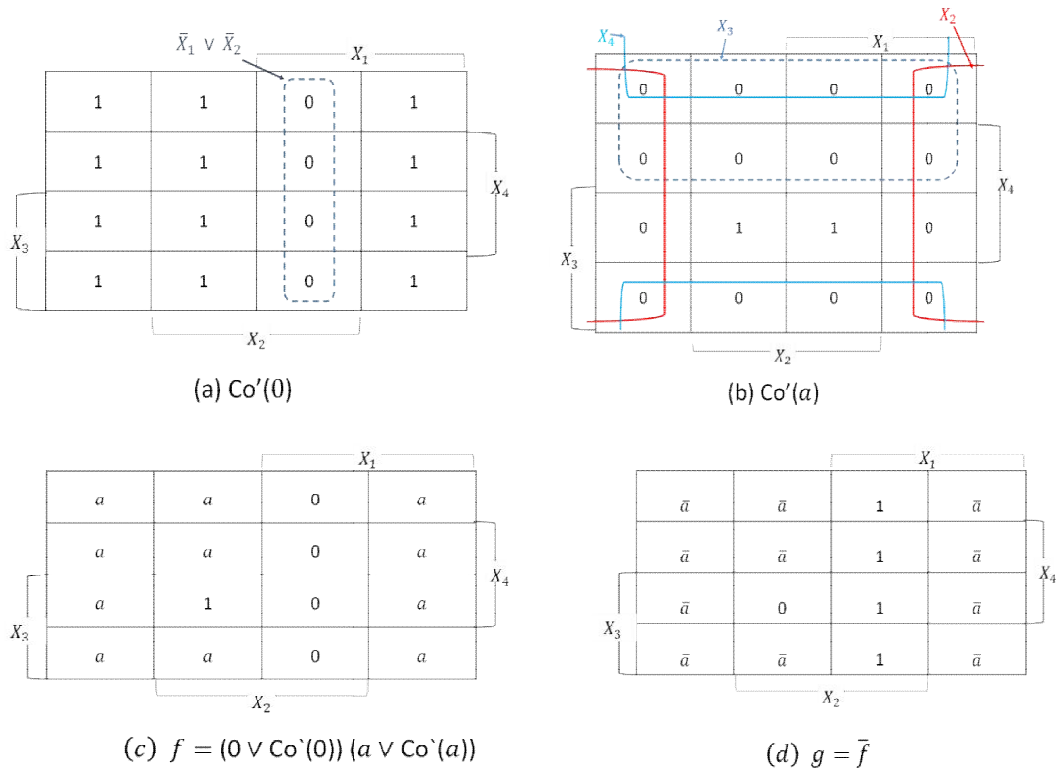 X̄₁ ∨ X̄₂
X₁
1 1 0 1
1 1 0 1
X₄
1 1 0 1
X₃
1 1 0 1
X₂
(a) Co'(0)
X₄ X₃ X₂
X₁
0 0 0 0
0 0 0 0
X₄
0 1 1 0
X₃
0 0 0 0
X₂
(b) Co'(a)
X₁
a a 0 a
a a 0 a
X₄
a 1 0 a
X₃
a a 0 a
X₂
(c) f = (0 ∨ Co`(0)) (a ∨ Co`(a))
X₁
ā ā 1 ā
ā ā 1 ā
X₄
ā 0 1 ā
X₃
ā ā 1 ā
X₂
(d) g = f̄